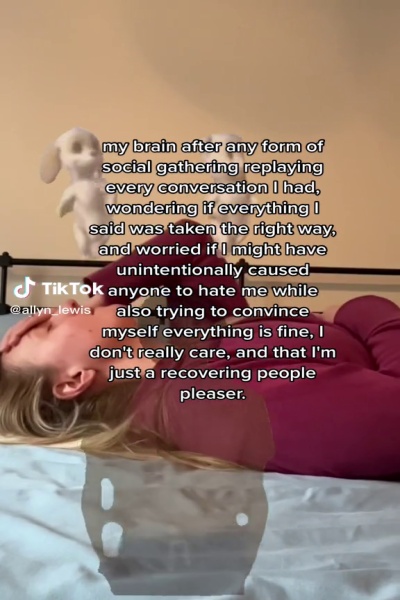 my brain after any form of
social gathering replaying
every conversation I had,
wondering if everything I
said was taken the right way,
and worried if I might have
unintentionally caused
anyone to hate me while
also trying to convince
myself everything is fine, I
don't really care, and that I'm
just a recovering people
pleaser.
TikTok
@allyn_lewis